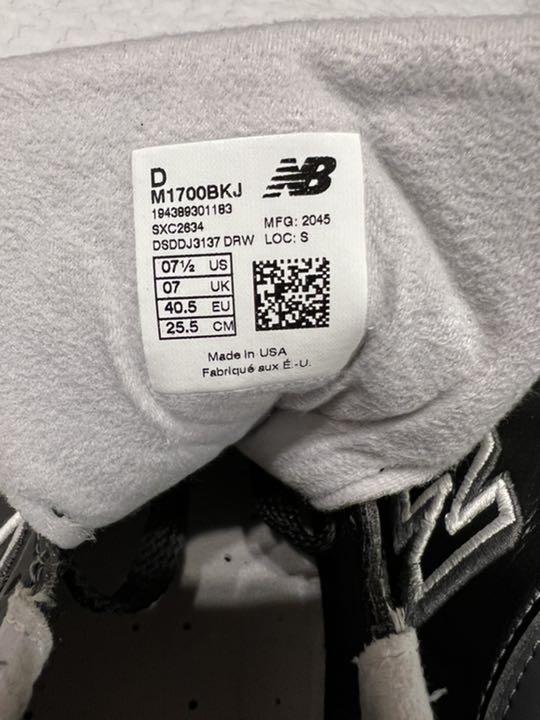 D
M1700BKJ
NB
194389301183
SXC2634
MFG: 2045
DSDDJ3137 DRW
LOC: S
07½ US
07 UK
40.5 EU
25.5 CM
Made in USA
Fabriqué aux É.-U.
N